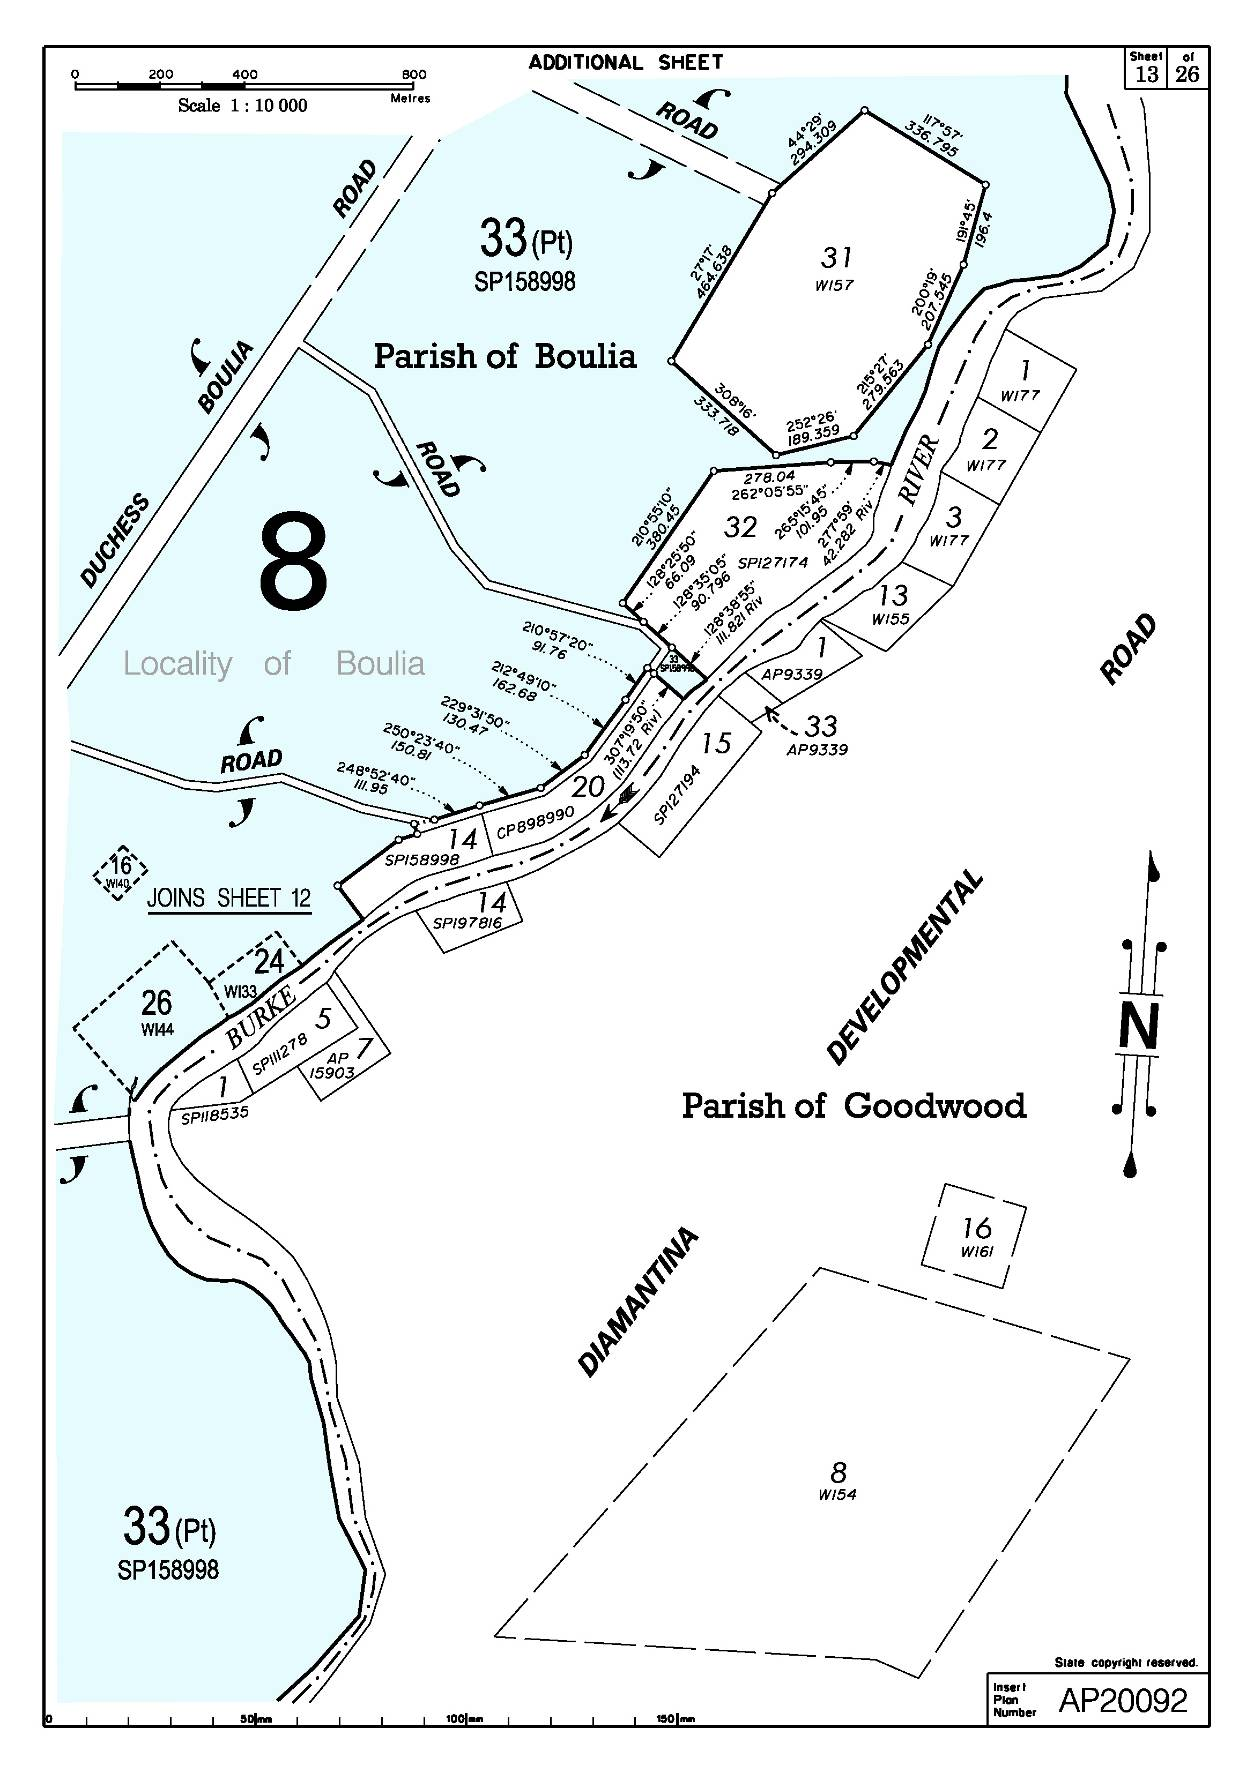 ADDITIONAL SHEET
Sheet 13 of 26
0 200 400 800
Metres
Scale 1 : 10 000
ROAD
44°29'
294.309
117°57'
336.795
191°45'
196.4
200°19'
207.545
215°27'
279.563
252°26'
189.359
308°16'
333.718
27°17'
464.638
31
W157
33 (Pt)
SP158998
Parish of Boulia
ROAD
BOULIA
DUCHESS
ROAD
8
Locality of Boulia
1
W177
2
W177
3
W177
13
W155
RIVER
278.04
262°05'55"
265°15'45"
101.95
277°59'
42.282 Riv
210°55'10"
380.45
32
SP127174
128°25'50"
66.09
128°35'05"
90.796
128°38'55"
111.821 Riv
33
SP158998
210°57'20"
91.76
212°49'10"
162.68
229°31'50"
130.47
250°23'40"
150.81
248°52'40"
111.95
307°19'50"
(113.72 Riv)
1
AP9339
33
AP9339
15
SP127194
20
CP898990
14
SP158998
14
SP197816
ROAD
16
W140
JOINS SHEET 12
24
W133
26
W144
BURKE
5
SP111278
7
AP
15903
1
SP118535
ROAD
DEVELOPMENTAL
DIAMANTINA
Parish of Goodwood
N
16
W161
8
W154
33 (Pt)
SP158998
State copyright reserved.
Insert
Plan
Number
AP20092
0 50mm 100mm 150mm